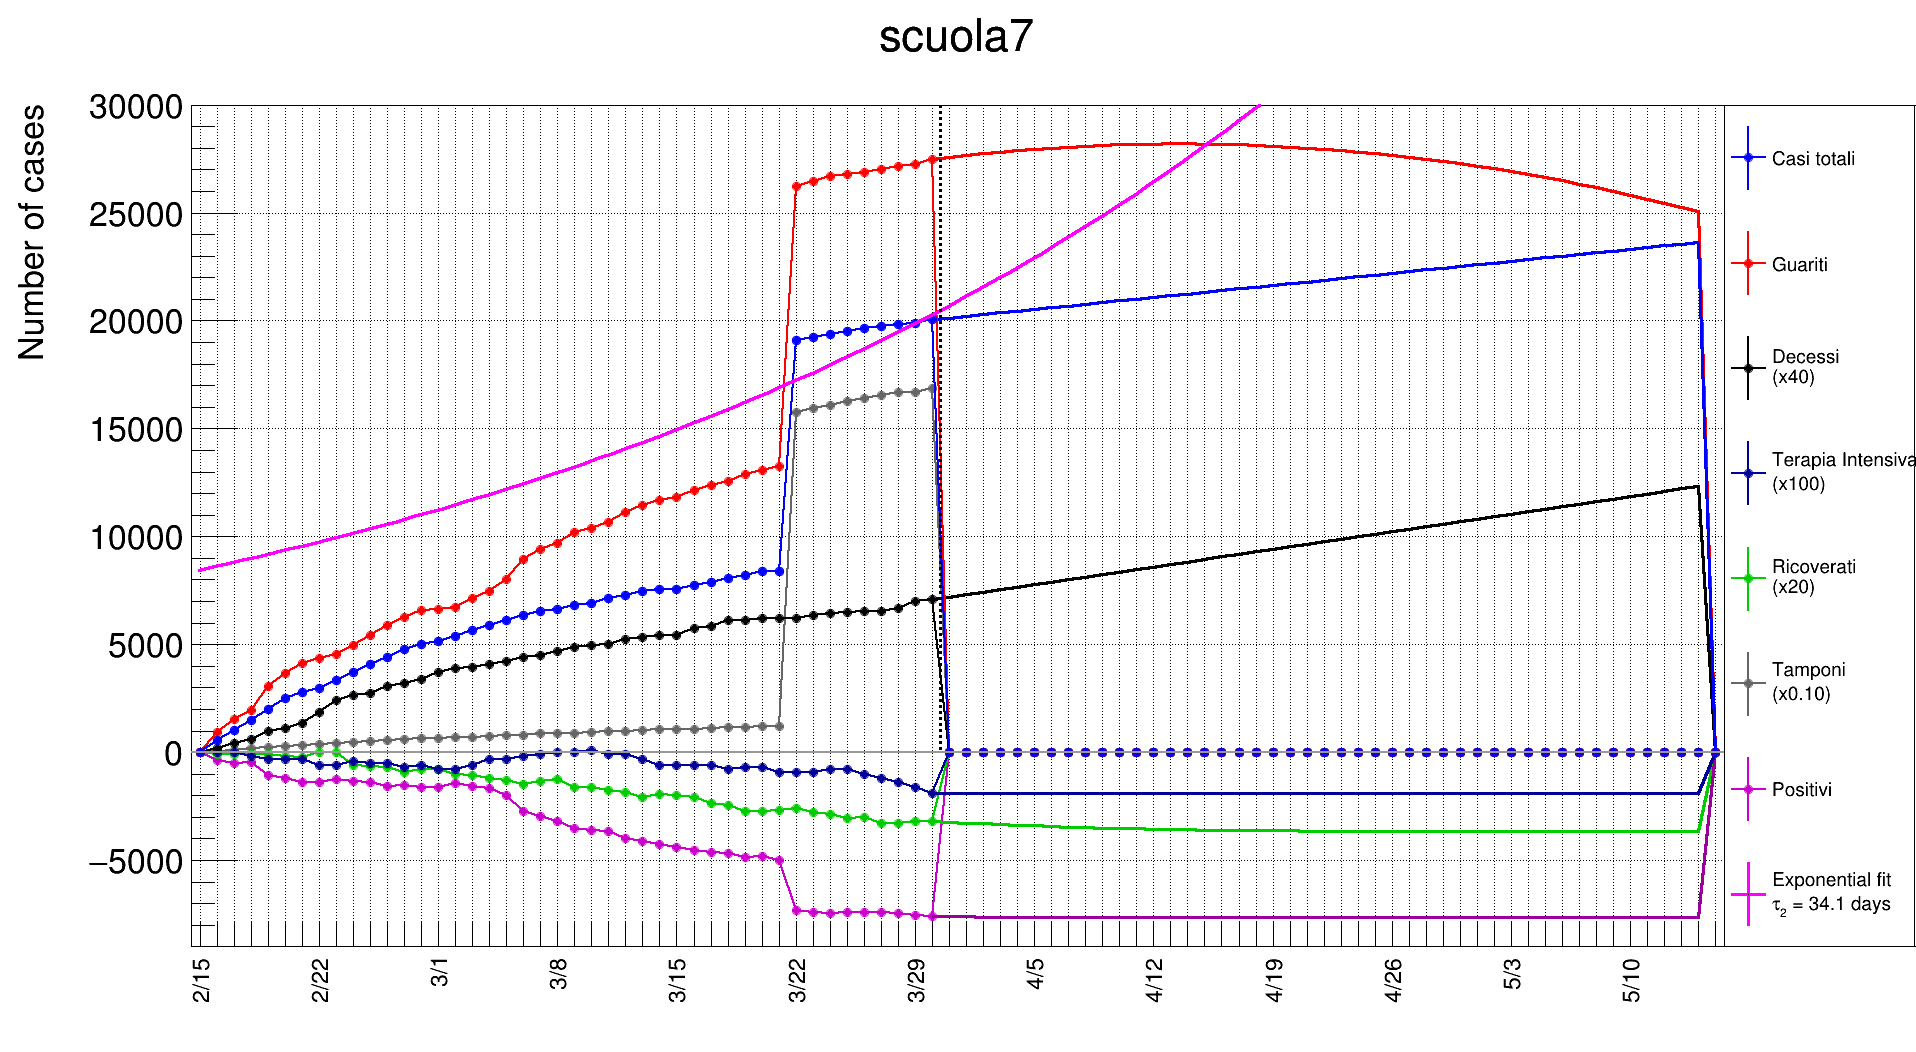 scuola7
Number of cases
30000
25000
20000
15000
10000
5000
0
−5000
2/15
2/22
3/1
3/8
3/15
3/22
3/29
4/5
4/12
4/19
4/26
5/3
5/10
Casi totali
Guariti
Decessi
(x40)
Terapia Intensiva
(x100)
Ricoverati
(x20)
Tamponi
(x0.10)
Positivi
Exponential fit
τ2 = 34.1 days